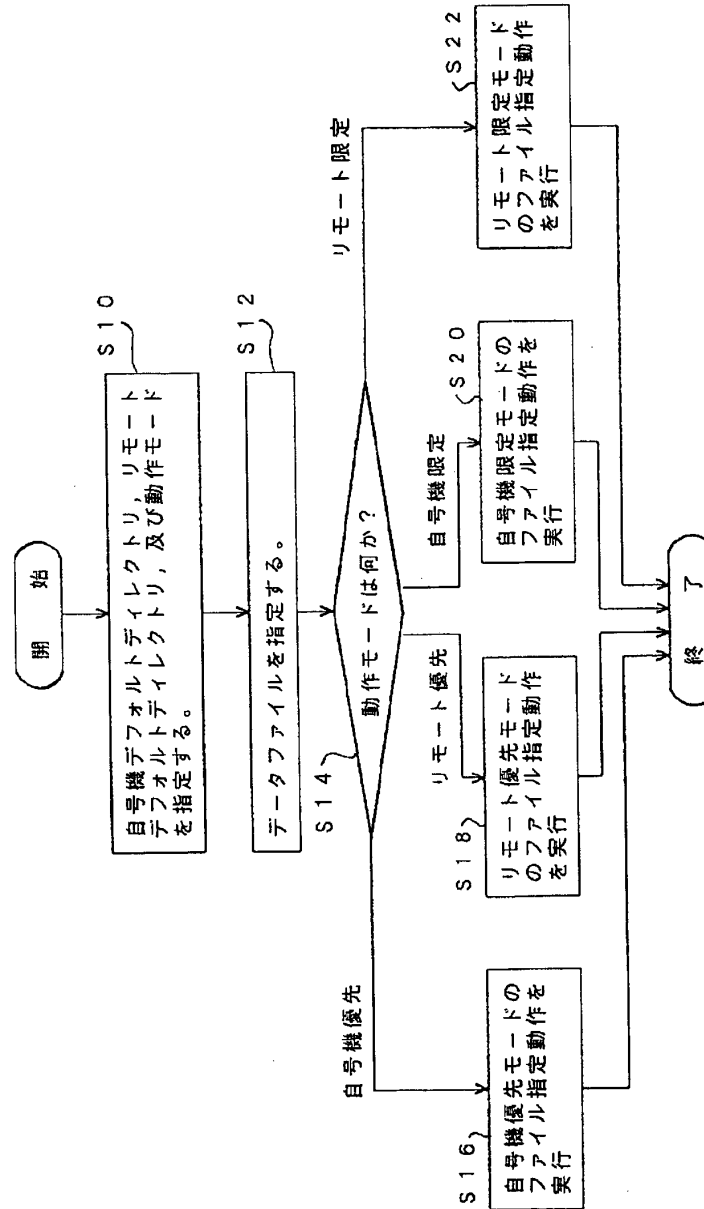 開　始
自号機デフォルトディレクトリ，リモート
デフォルトディレクトリ，及び動作モード
を指定する。
S10
データファイルを指定する。
S12
動作モードは何か？
S14
自号機優先
リモート優先
自号機限定
リモート限定
S16
自号機優先モードの
ファイル指定動作を
実行
S18
リモート優先モード
のファイル指定動作
を実行
S20
自号機限定モードの
ファイル指定動作を
実行
S22
リモート限定モード
のファイル指定動作
を実行
終　了